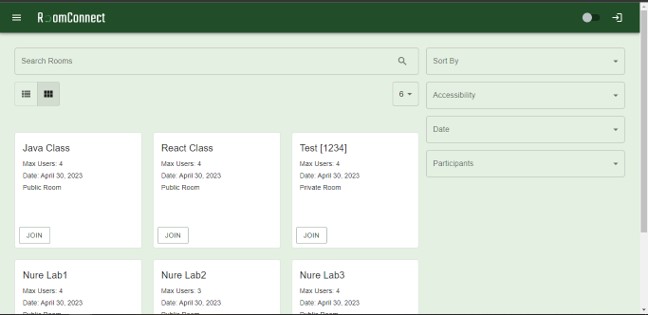 RoomConnect
Search Rooms
Sort By
6
Accessibility
Date
Participants
Java Class
Max Users: 4
Date: April 30, 2023
Public Room
JOIN
React Class
Max Users: 4
Date: April 30, 2023
Public Room
JOIN
Test [1234]
Max Users: 4
Date: April 30, 2023
Private Room
JOIN
Nure Lab1
Max Users: 4
Date: April 30, 2023
Nure Lab2
Max Users: 3
Date: April 30, 2023
Nure Lab3
Max Users: 4
Date: April 30, 2023